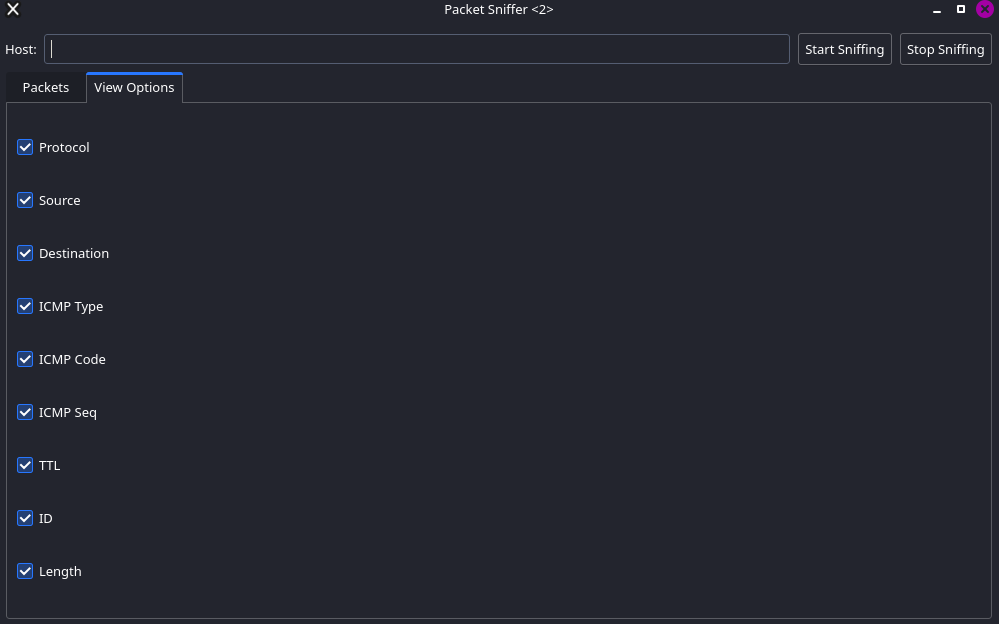 Packet Sniffer <2>
Host: Start Sniffing Stop Sniffing
Packets View Options
Protocol
Source
Destination
ICMP Type
ICMP Code
ICMP Seq
TTL
ID
Length